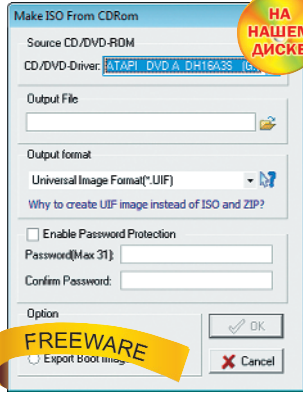 Make ISO From CDRom
НА
НАШЕМ
ДИСКЕ
Source CD/DVD-ROM
CD/DVD-Driver: ATAPI DVD A DH16A3S (G:)
Output File
Output format
Universal Image Format(*.UIF)
Why to create UIF image instead of ISO and ZIP?
Enable Password Protection
Password(Max 31):
Confirm Password:
Option
OK
FREEWARE
Export Boot Image
Cancel